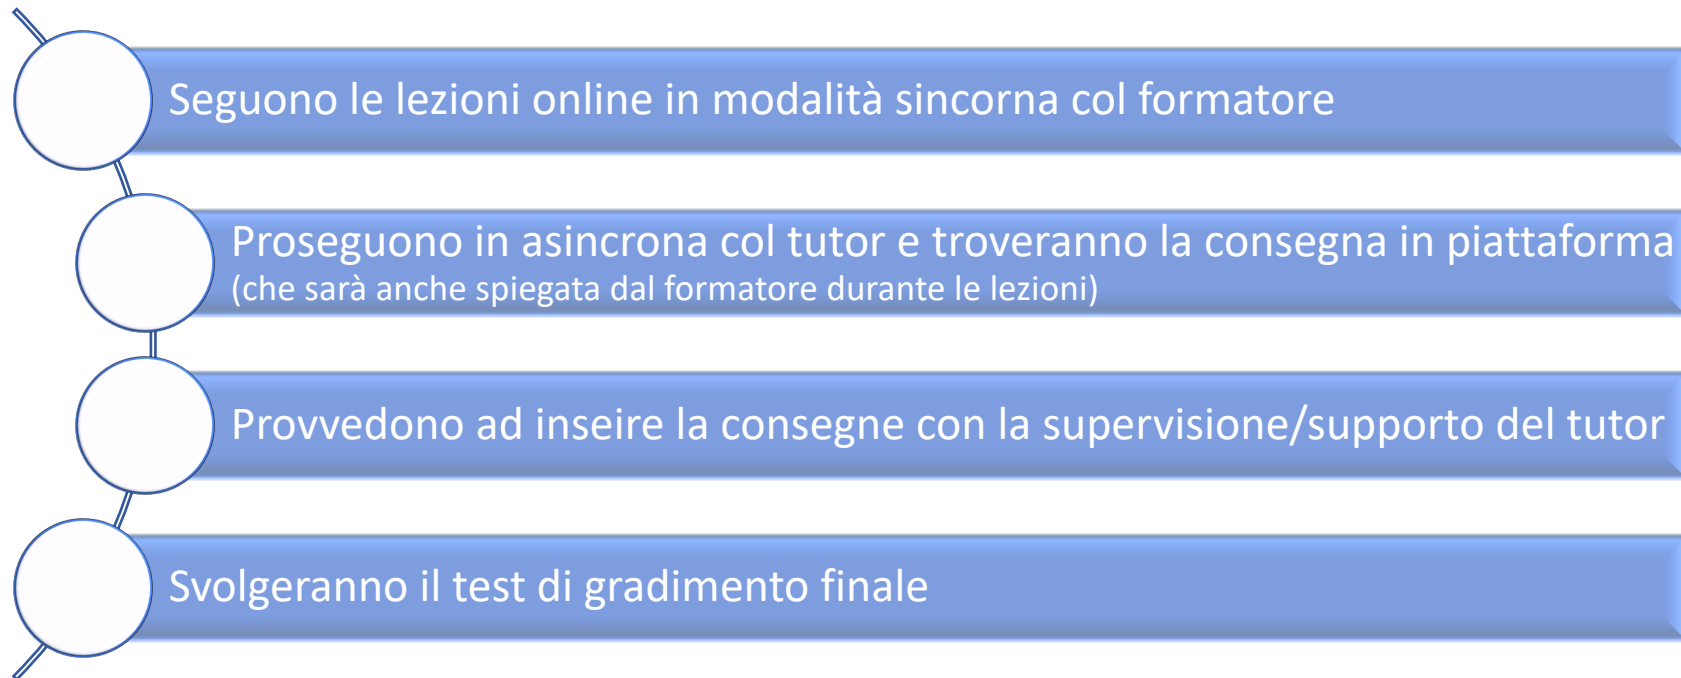 Seguono le lezioni online in modalità sincorna col formatore
Proseguono in asincrona col tutor e troveranno la consegna in piattaforma
(che sarà anche spiegata dal formatore durante le lezioni)
Provvedono ad inseire la consegne con la supervisione/supporto del tutor
Svolgeranno il test di gradimento finale